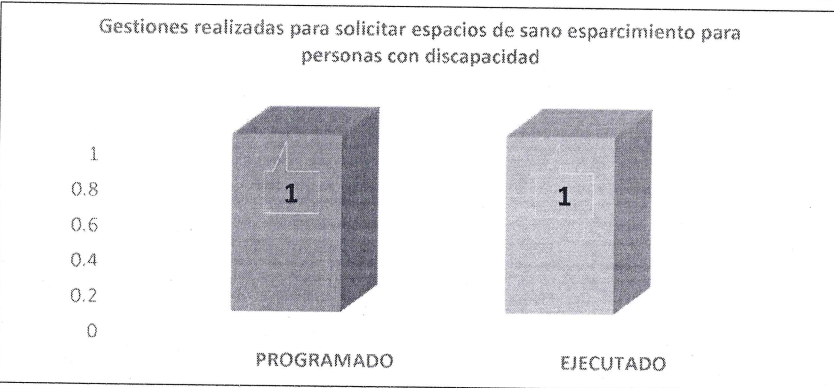 Gestiones realizadas para solicitar espacios de sano esparcimiento para
personas con discapacidad
1
0.8
0.6
0.4
0.2
0
1
1
PROGRAMADO
EJECUTADO